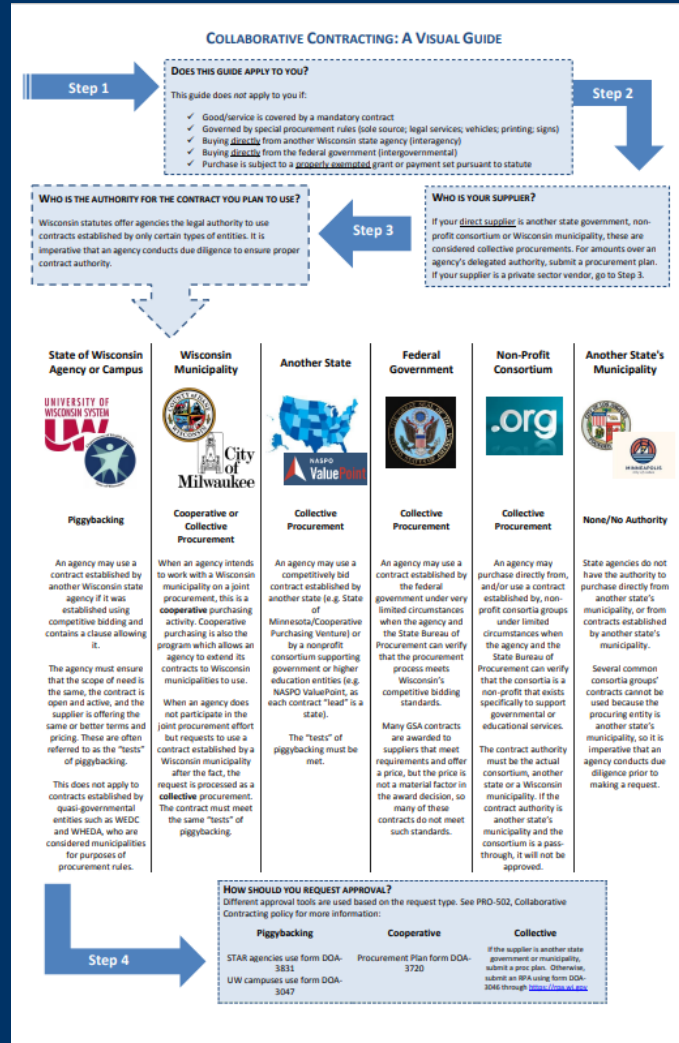 COLLABORATIVE CONTRACTING: A VISUAL GUIDE
Step 1
DOES THIS GUIDE APPLY TO YOU?
This guide does not apply to you if:
✓ Good/service is covered by a mandatory contract
✓ Governed by special procurement rules (sole source; legal services; vehicles; printing; signs)
✓ Buying directly from another Wisconsin state agency (interagency)
✓ Buying directly from the federal government (intergovernmental)
✓ Purchase is subject to a properly exempted grant or payment set pursuant to statute
Step 2
WHO IS YOUR SUPPLIER?
If your direct supplier is another state government, non-
profit consortium or Wisconsin municipality, these are
considered collective procurements. For amounts over an
agency's delegated authority, submit a procurement plan.
If your supplier is a private sector vendor, go to Step 3.
Step 3
WHO IS THE AUTHORITY FOR THE CONTRACT YOU PLAN TO USE?
Wisconsin statutes offer agencies the legal authority to use
contracts established by only certain types of entities. It is
imperative that an agency conducts due diligence to ensure proper
contract authority.
State of Wisconsin
Agency or Campus
UNIVERSITY OF
WISCONSIN SYSTEM
UW
Piggybacking
An agency may use a
contract established by
another Wisconsin state
agency if it was
established using
competitive bidding and
contains a clause allowing
it.
The agency must ensure
that the scope of need is
the same, the contract is
open and active, and the
supplier is offering the
same or better terms and
pricing. These are often
referred to as the "tests"
of piggybacking.
This does not apply to
contracts established by
quasi-governmental
entities such as WEDC
and WHEDA, who are
considered municipalities
for purposes of
procurement rules.
Wisconsin
Municipality
COUNTY of DANE
WISCONSIN
City
of
Milwaukee
Cooperative or
Collective
Procurement
When an agency intends
to work with a Wisconsin
municipality on a joint
procurement, this is a
cooperative purchasing
activity. Cooperative
purchasing is also the
program which allows an
agency to extend its
contracts to Wisconsin
municipalities to use.
When an agency does
not participate in the
joint procurement effort
but requests to use a
contract established by a
Wisconsin municipality
after the fact, the
request is processed as a
collective procurement.
The contract must meet
the same "tests" of
piggybacking.
Another State
NASPO
ValuePoint
Collective
Procurement
An agency may use a
competitively bid
contract established by
another state (e.g. State
of
Minnesota/Cooperative
Purchasing Venture) or
by a nonprofit
consortium supporting
government or higher
education entities (e.g.
NASPO ValuePoint, as
each contract "lead" is a
state).
The "tests" of
piggybacking must be
met.
Federal
Government
Collective
Procurement
An agency may use a
contract established by
the federal
government under very
limited circumstances
when the agency and
the State Bureau of
Procurement can verify
that the procurement
process meets
Wisconsin's
competitive bidding
standards.
Many GSA contracts
are awarded to
suppliers that meet
requirements and offer
a price, but the price is
not a material factor in
the award decision, so
many of these
contracts do not meet
such standards.
Non-Profit
Consortium
.org
Collective
Procurement
An agency may
purchase directly from,
and/or use a contract
established by, non-
profit consortia groups
under limited
circumstances when
the agency and the
State Bureau of
Procurement can verify
that the consortia is a
non-profit that exists
specifically to support
governmental or
educational services.
The contract authority
must be the actual
consortium, another
state or a Wisconsin
municipality. If the
contract authority is
another state's
municipality and the
consortium is a pass-
through, it will not be
approved.
Another State's
Municipality
MINNEAPOLIS
None/No Authority
State agencies do not
have the authority to
purchase directly from
another state's
municipality, or from
contracts established
by another state's
municipality.
Several common
consortia groups'
contracts cannot be
used because the
procuring entity is
another state's
municipality, so it is
imperative that an
agency conducts due
diligence prior to
making a request.
Step 4
HOW SHOULD YOU REQUEST APPROVAL?
Different approval tools are used based on the request type. See PRO-502, Collaborative
Contracting policy for more information:
Piggybacking
STAR agencies use form DOA-
3831
UW campuses use form DOA-
3047
Cooperative
Procurement Plan form DOA-
3720
Collective
If the supplier is another state
government or municipality,
submit a proc plan. Otherwise,
submit an RPA using form DOA-
3046 through https://rpa.wi.gov